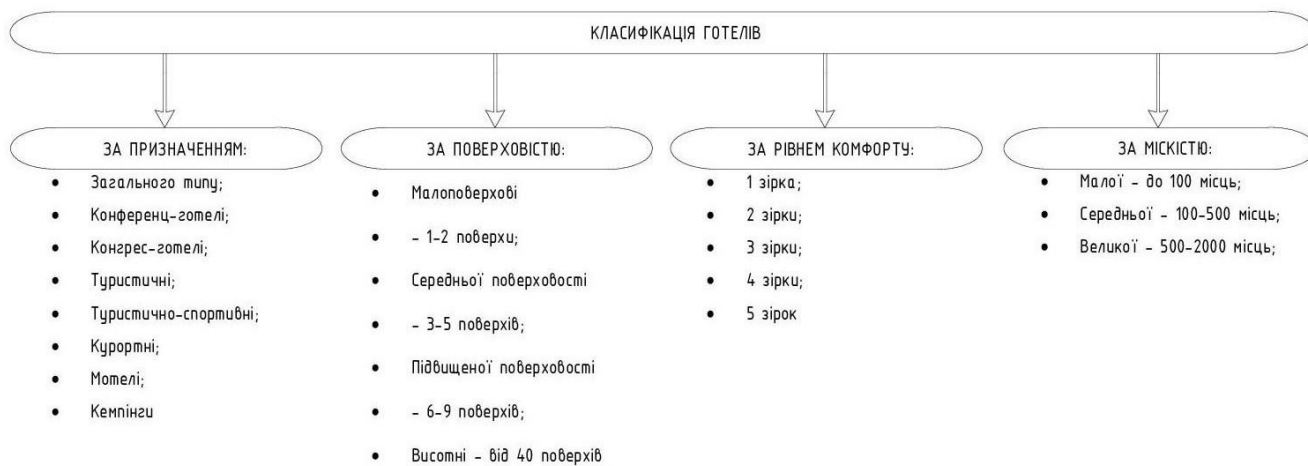 КЛАСИФІКАЦІЯ ГОТЕЛІВ
ЗА ПРИЗНАЧЕННЯМ:
• Загального типу;
• Конференц-готелі;
• Конгрес-готелі;
• Туристичні;
• Туристично-спортивні;
• Курортні;
• Мотелі;
• Кемпінги
ЗА ПОВЕРХОВІСТЮ:
• Малоповерхові
• - 1-2 поверхи;
• Середньої поверховості
• - 3-5 поверхів;
• Підвищеної поверховості
• - 6-9 поверхів;
• Висотні - від 40 поверхів
ЗА РІВНЕМ КОМФОРТУ:
• 1 зірка;
• 2 зірки;
• 3 зірки;
• 4 зірки;
• 5 зірок
ЗА МІСКІСТЮ:
• Малої - до 100 місць;
• Середньої - 100-500 місць;
• Великої - 500-2000 місць;